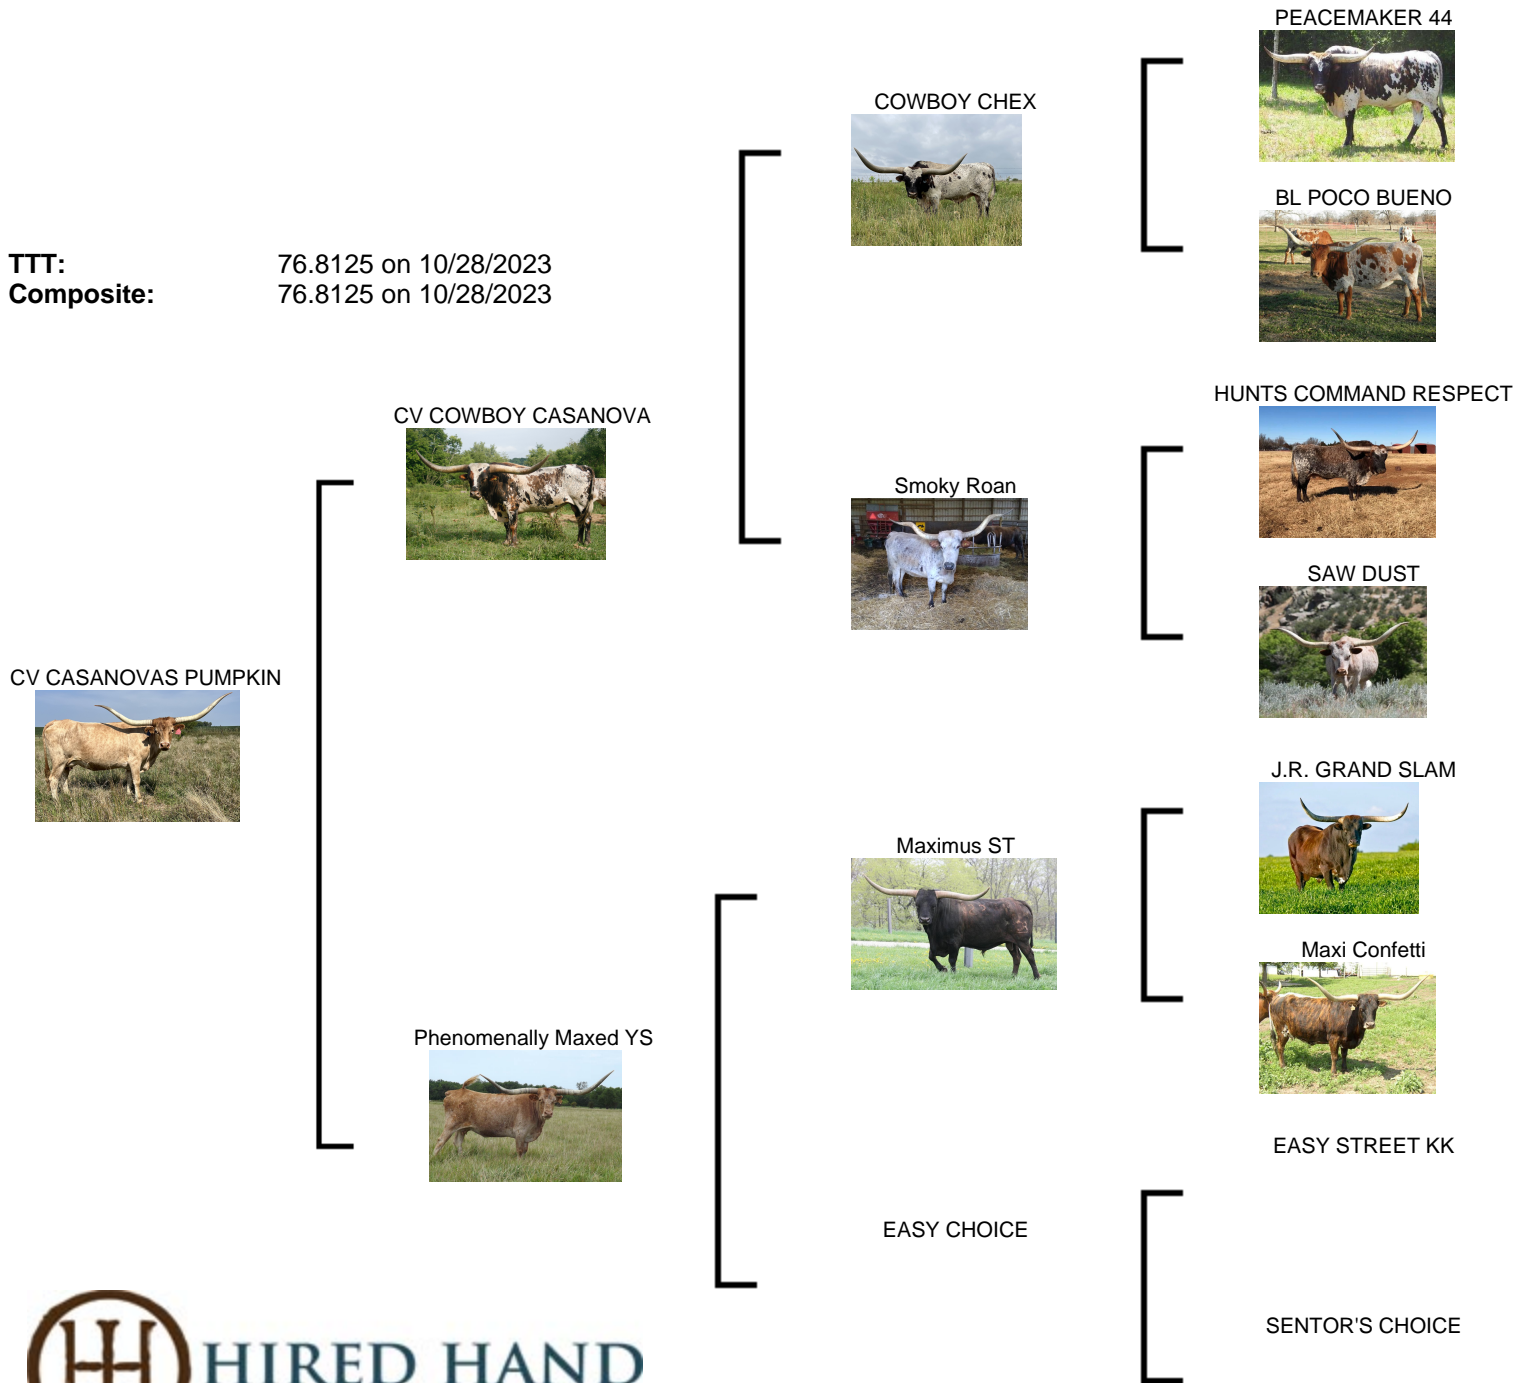 PEACEMAKER 44
COWBOY CHEX
BL POCO BUENO
TTT: 76.8125 on 10/28/2023
Composite: 76.8125 on 10/28/2023
HUNTS COMMAND RESPECT
CV COWBOY CASANOVA
Smoky Roan
SAW DUST
CV CASANOVAS PUMPKIN
J.R. GRAND SLAM
Maximus ST
Maxi Confetti
Phenomenally Maxed YS
EASY STREET KK
EASY CHOICE
SENTOR'S CHOICE
HIRED HAND